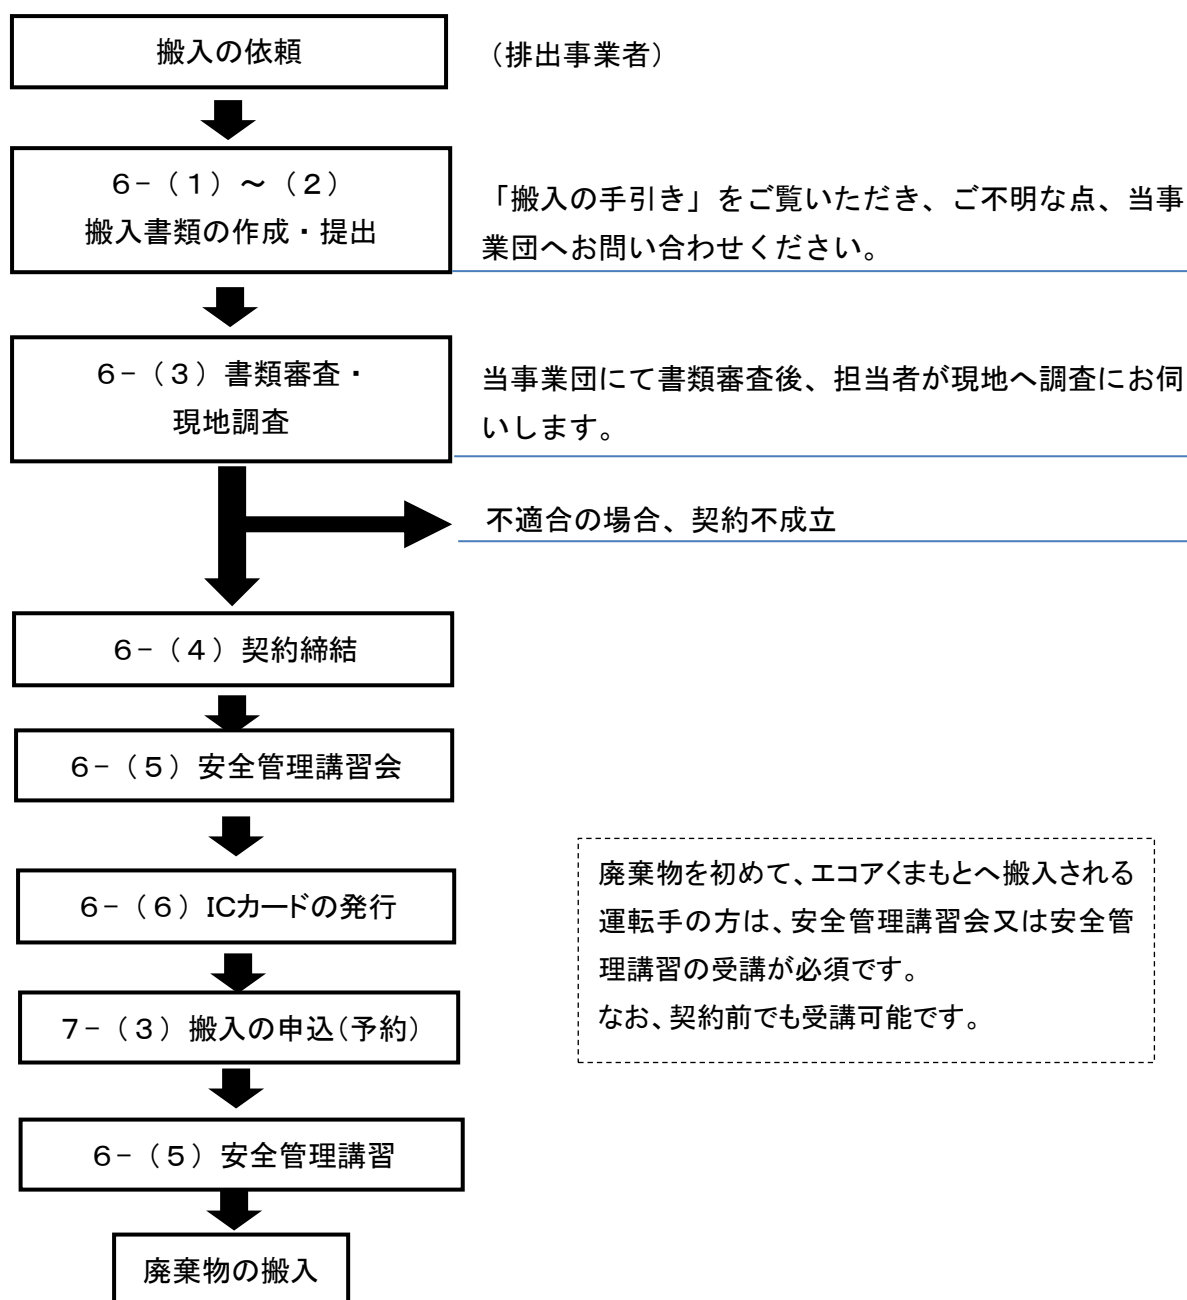 搬入の依頼
（排出事業者）
６－（１）～（２）
搬入書類の作成・提出
「搬入の手引き」をご覧いただき、ご不明な点、当事
業団へお問い合わせください。
６－（３）書類審査・
現地調査
当事業団にて書類審査後、担当者が現地へ調査にお伺
いします。
不適合の場合、契約不成立
６－（４）契約締結
６－（５）安全管理講習会
６－（６）ICカードの発行
廃棄物を初めて、エコアくまもとへ搬入される
運転手の方は、安全管理講習会又は安全管
理講習の受講が必須です。
なお、契約前でも受講可能です。
７－（３）搬入の申込(予約)
６－（５）安全管理講習
廃棄物の搬入